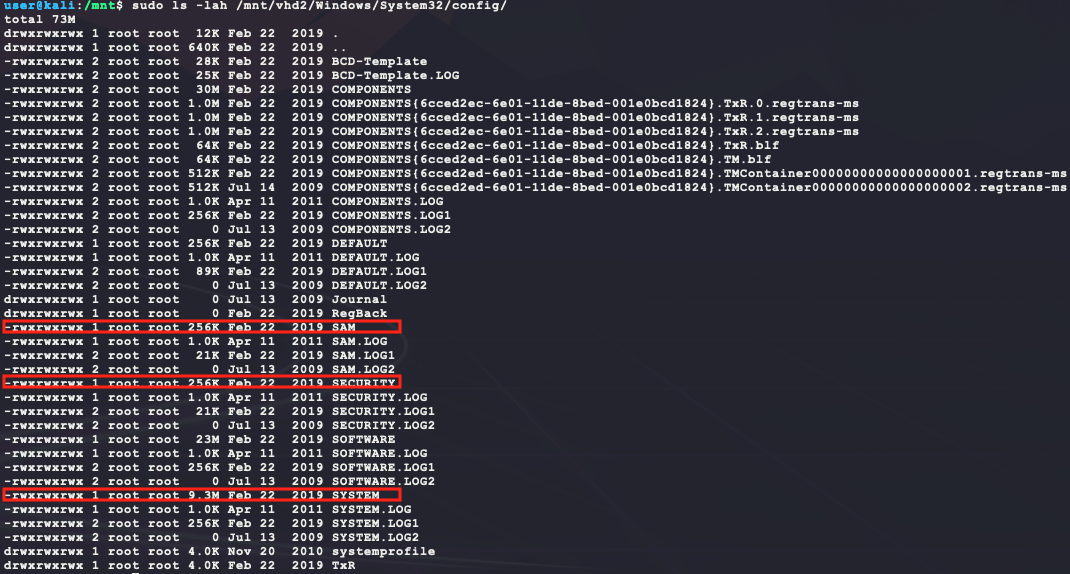 user@kali:/mnt$ sudo ls -lah /mnt/vhd2/Windows/System32/config/
total 73M
drwxrwxrwx 1 root root  12K Feb 22  2019 .
drwxrwxrwx 1 root root 640K Feb 22  2019 ..
-rwxrwxrwx 2 root root  28K Feb 22  2019 BCD-Template
-rwxrwxrwx 2 root root  25K Feb 22  2019 BCD-Template.LOG
-rwxrwxrwx 2 root root  30M Feb 22  2019 COMPONENTS
-rwxrwxrwx 2 root root 1.0M Feb 22  2019 COMPONENTS{6cced2ec-6e01-11de-8bed-001e0bcd1824}.TxR.0.regtrans-ms
-rwxrwxrwx 2 root root 1.0M Feb 22  2019 COMPONENTS{6cced2ec-6e01-11de-8bed-001e0bcd1824}.TxR.1.regtrans-ms
-rwxrwxrwx 2 root root 1.0M Feb 22  2019 COMPONENTS{6cced2ec-6e01-11de-8bed-001e0bcd1824}.TxR.2.regtrans-ms
-rwxrwxrwx 2 root root  64K Feb 22  2019 COMPONENTS{6cced2ec-6e01-11de-8bed-001e0bcd1824}.TxR.blf
-rwxrwxrwx 2 root root  64K Feb 22  2019 COMPONENTS{6cced2ec-6e01-11de-8bed-001e0bcd1824}.TM.blf
-rwxrwxrwx 2 root root 512K Feb 22  2019 COMPONENTS{6cced2ec-6e01-11de-8bed-001e0bcd1824}.TMContainer00000000000000000001.regtrans-ms
-rwxrwxrwx 2 root root 512K Jul 14  2009 COMPONENTS{6cced2ec-6e01-11de-8bed-001e0bcd1824}.TMContainer00000000000000000002.regtrans-ms
-rwxrwxrwx 2 root root 1.0K Apr 11  2011 COMPONENTS.LOG
-rwxrwxrwx 2 root root 256K Feb 22  2019 COMPONENTS.LOG1
-rwxrwxrwx 2 root root    0 Jul 13  2009 COMPONENTS.LOG2
-rwxrwxrwx 1 root root 256K Feb 22  2019 DEFAULT
-rwxrwxrwx 1 root root 1.0K Apr 11  2011 DEFAULT.LOG
-rwxrwxrwx 2 root root  89K Feb 22  2019 DEFAULT.LOG1
-rwxrwxrwx 2 root root    0 Jul 13  2009 DEFAULT.LOG2
drwxrwxrwx 1 root root    0 Jul 13  2009 Journal
drwxrwxrwx 1 root root    0 Feb 22  2019 RegBack
-rwxrwxrwx 1 root root 256K Feb 22  2019 SAM
-rwxrwxrwx 1 root root 1.0K Apr 11  2011 SAM.LOG
-rwxrwxrwx 2 root root  21K Feb 22  2019 SAM.LOG1
-rwxrwxrwx 2 root root    0 Jul 13  2009 SAM.LOG2
-rwxrwxrwx 1 root root 256K Feb 22  2019 SECURITY
-rwxrwxrwx 1 root root 1.0K Apr 11  2011 SECURITY.LOG
-rwxrwxrwx 2 root root  21K Feb 22  2019 SECURITY.LOG1
-rwxrwxrwx 2 root root    0 Jul 13  2009 SECURITY.LOG2
-rwxrwxrwx 1 root root  23M Feb 22  2019 SOFTWARE
-rwxrwxrwx 1 root root 1.0K Apr 11  2011 SOFTWARE.LOG
-rwxrwxrwx 2 root root 256K Feb 22  2019 SOFTWARE.LOG1
-rwxrwxrwx 2 root root    0 Jul 13  2009 SOFTWARE.LOG2
-rwxrwxrwx 1 root root 9.3M Feb 22  2019 SYSTEM
-rwxrwxrwx 1 root root 1.0K Apr 11  2011 SYSTEM.LOG
-rwxrwxrwx 2 root root 256K Feb 22  2019 SYSTEM.LOG1
-rwxrwxrwx 2 root root    0 Jul 13  2009 SYSTEM.LOG2
drwxrwxrwx 1 root root 4.0K Nov 20  2010 systemprofile
drwxrwxrwx 1 root root 4.0K Feb 22  2019 TxR